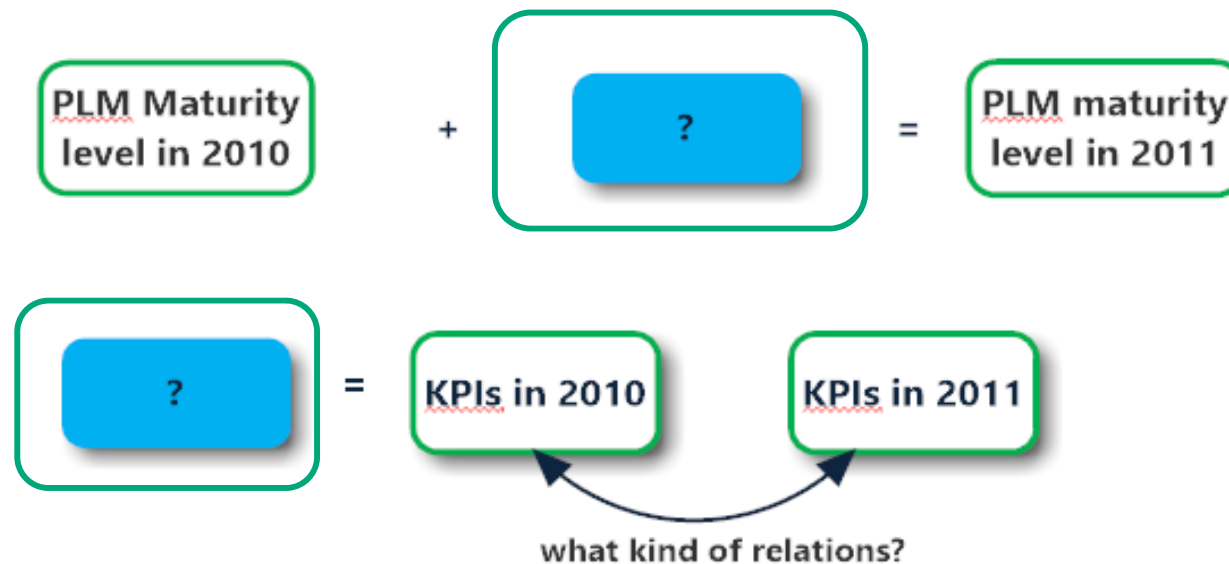 PLM Maturity
level in 2010
+
?
=
PLM maturity
level in 2011
?
=
KPIs in 2010
KPIs in 2011
what kind of relations?